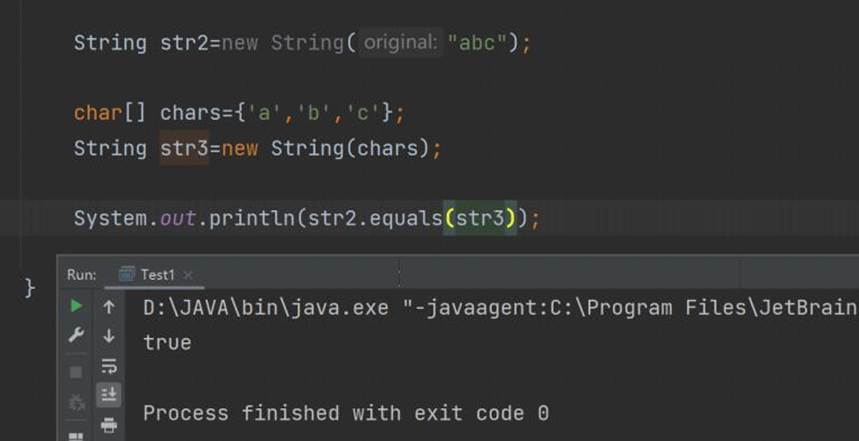 String str2=new String( original: "abc");
char[] chars={'a','b','c'};
String str3=new String(chars);
System.out.println(str2.equals(str3));
}
Run: Test1 ×
D:\JAVA\bin\java.exe "-javaagent:C:\Program Files\JetBrain
true
Process finished with exit code 0